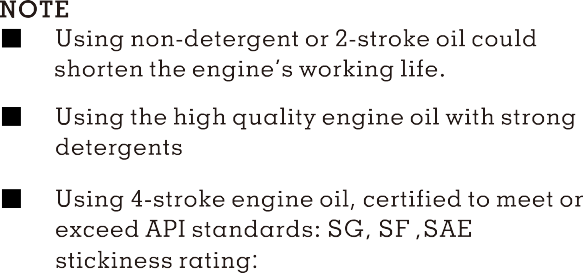 NOTE
■ Using non-detergent or 2-stroke oil could
shorten the engine's working life.
■ Using the high quality engine oil with strong
detergents
■ Using 4-stroke engine oil, certified to meet or
exceed API standards: SG, SF ,SAE
stickiness rating: